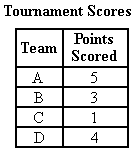 Tournament Scores
Team Points Scored
A 5
B 3
C 1
D 4